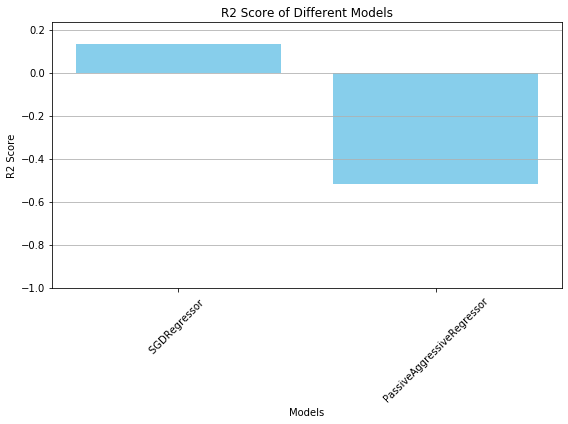 R2 Score of Different Models
R2 Score
0.2
0.0
−0.2
−0.4
−0.6
−0.8
−1.0
SGDRegressor
PassiveAggressiveRegressor
Models